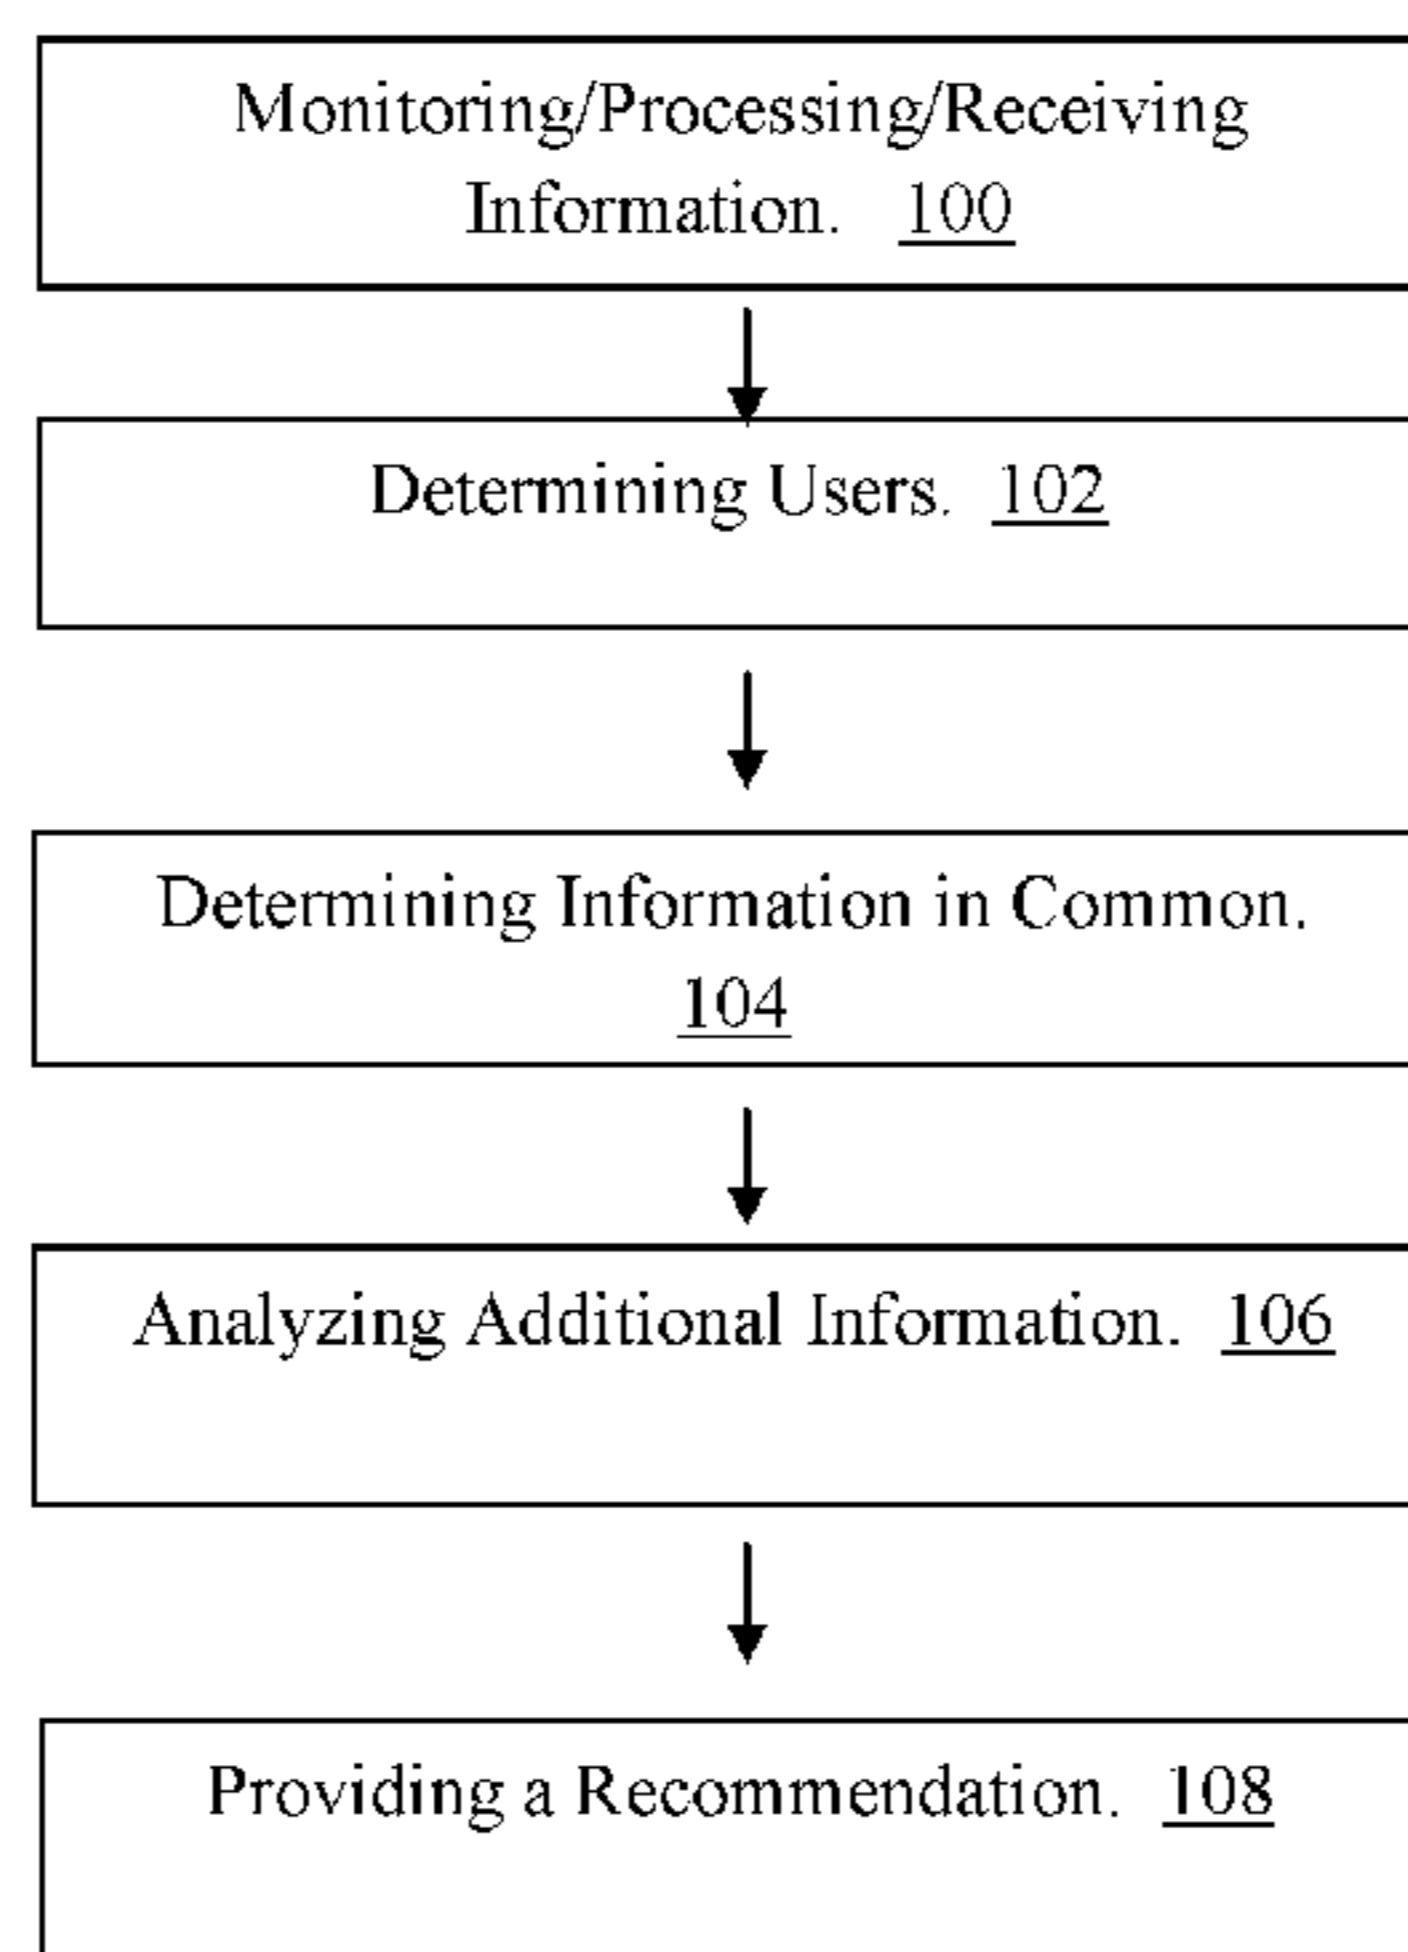 Monitoring/Processing/Receiving
Information. 100
Determining Users. 102
Determining Information in Common.
104
Analyzing Additional Information. 106
Providing a Recommendation. 108